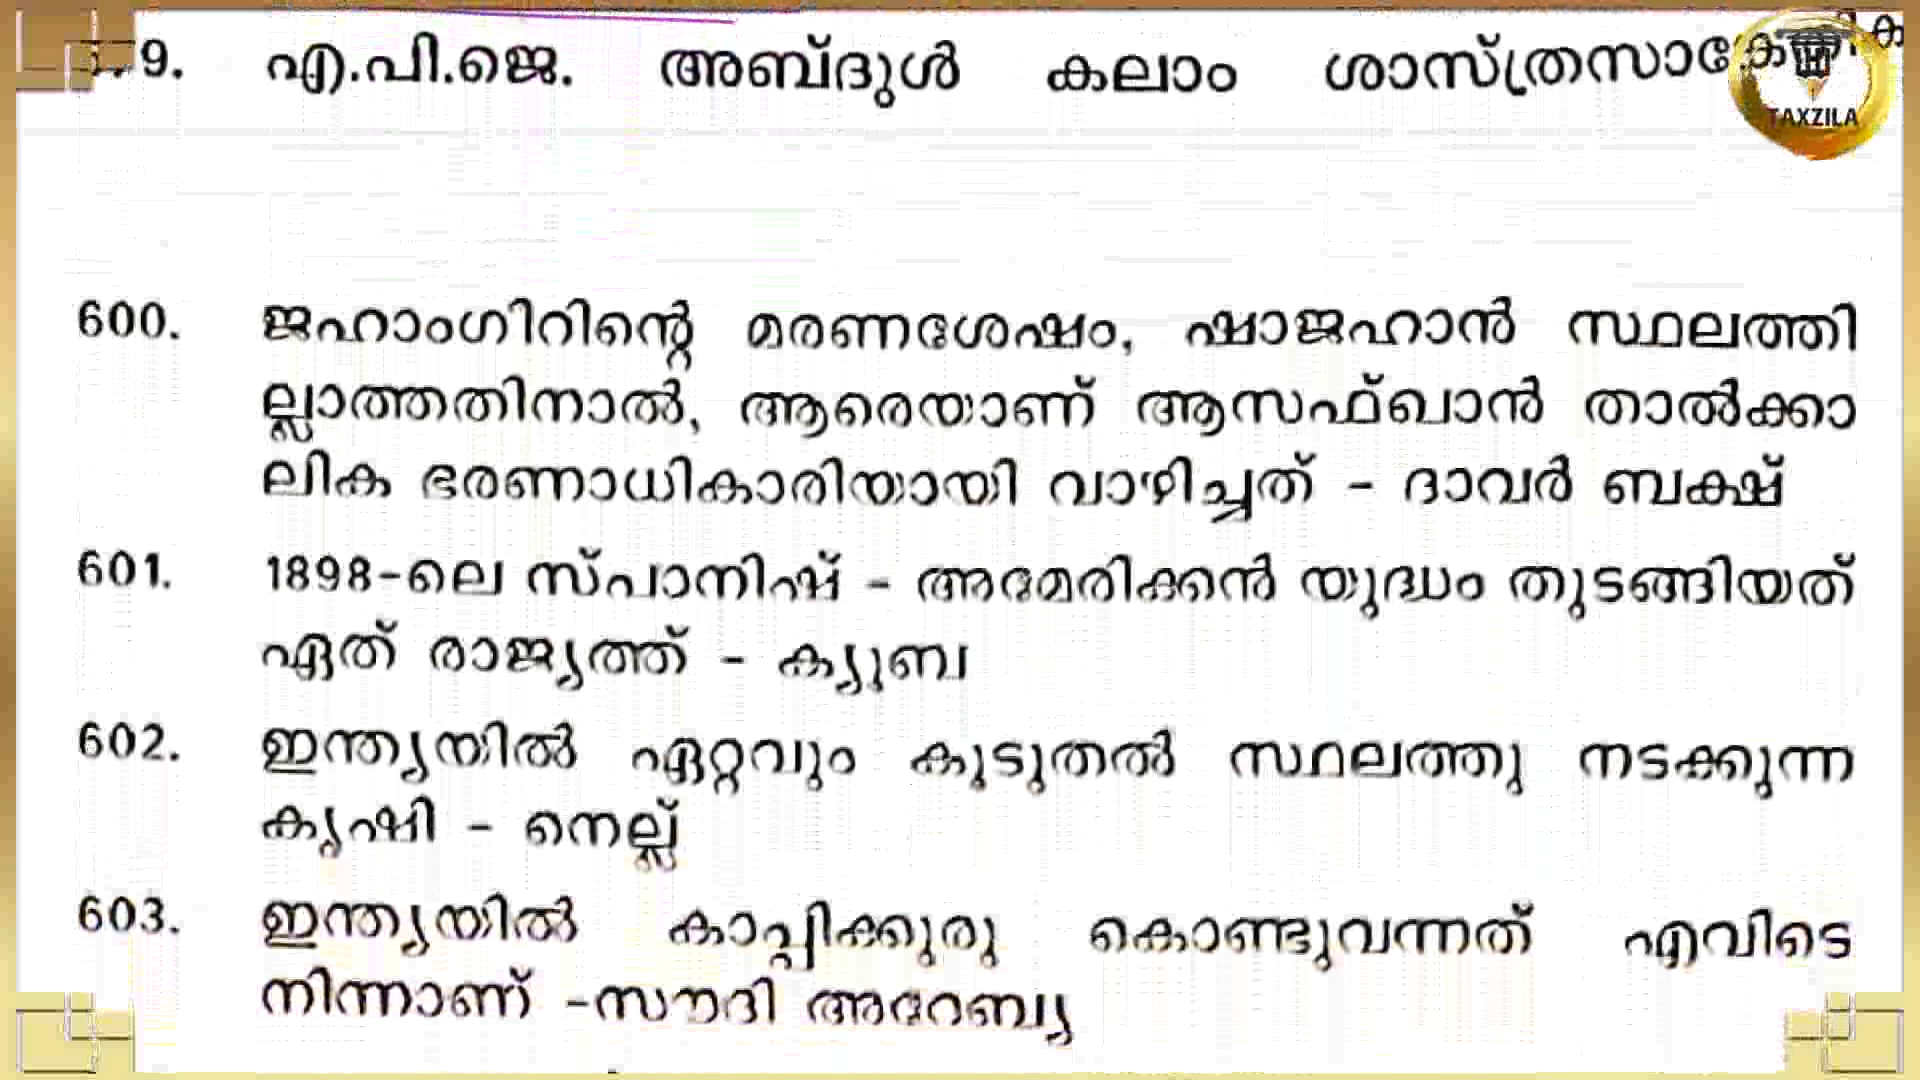 എ.പി.ജെ. അബ്ദുൾ കലാം
TAXZILA
600. ജഹാംഗിറിന്റെ മരണശേഷം, ഷാജഹാൻ സ്ഥലത്തി
ല്ലാത്തതിനാൽ, ആരെയാണ് ആസഫ്ഖാൻ താൽക്കാ
ലിക ഭരണാധികാരിയായി വാഴിച്ചത് - ദാവർ ബക്ഷ്
601. 1898-ലെ സ്പാനിഷ് - അമേരിക്കൻ യുദ്ധം തുടങ്ങിയത്
ഏത് രാജ്യത്ത് - ക്യൂബ
602. ഇന്ത്യയിൽ ഏറ്റവും കൂടുതൽ സ്ഥലത്തു നടക്കുന്ന
കൃഷി - നെല്ല്
603. ഇന്ത്യയിൽ കാപ്പിക്കുരു കൊണ്ടുവന്നത് എവിടെ
നിന്നാണ് -സൗദി അറേബ്യ